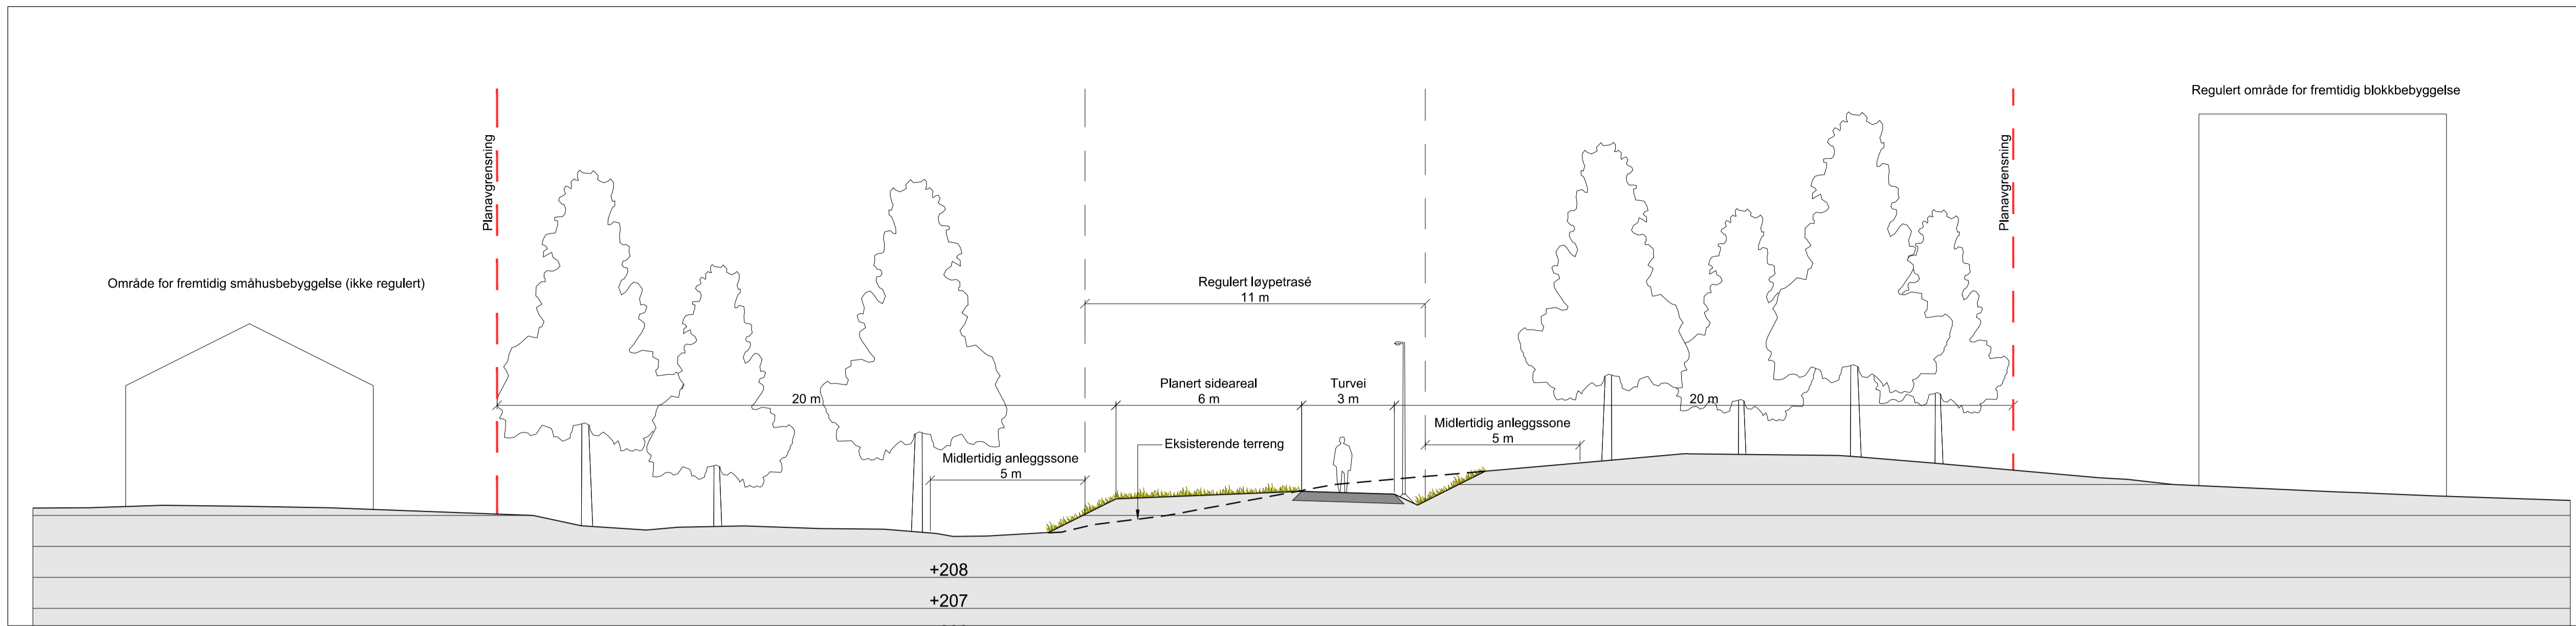 Regulert område for fremtidig blokkbebyggelse
Planavgrensning
Planavgrensning
Område for fremtidig småhusbebyggelse (ikke regulert)
Regulert løypetrasé
11 m
Planert sideareal
6 m
Turvei
3 m
20 m
20 m
Midlertidig anleggssone
5 m
Eksisterende terreng
Midlertidig anleggssone
5 m
+208
+207